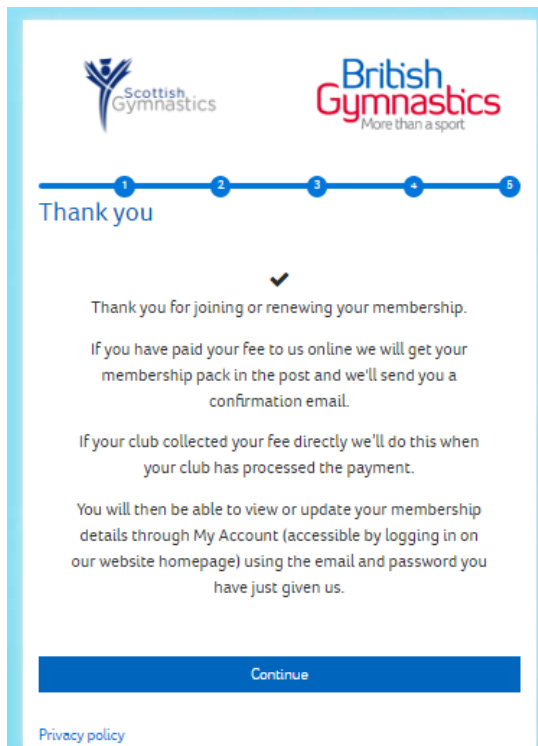 Scottish
Gymnastics
British
Gymnastics
More than a sport
1 2 3 4 5
Thank you
Thank you for joining or renewing your membership.
If you have paid your fee to us online we will get your
membership pack in the post and we'll send you a
confirmation email.
If your club collected your fee directly we'll do this when
your club has processed the payment.
You will then be able to view or update your membership
details through My Account (accessible by logging in on
our website homepage) using the email and password you
have just given us.
Continue
Privacy policy